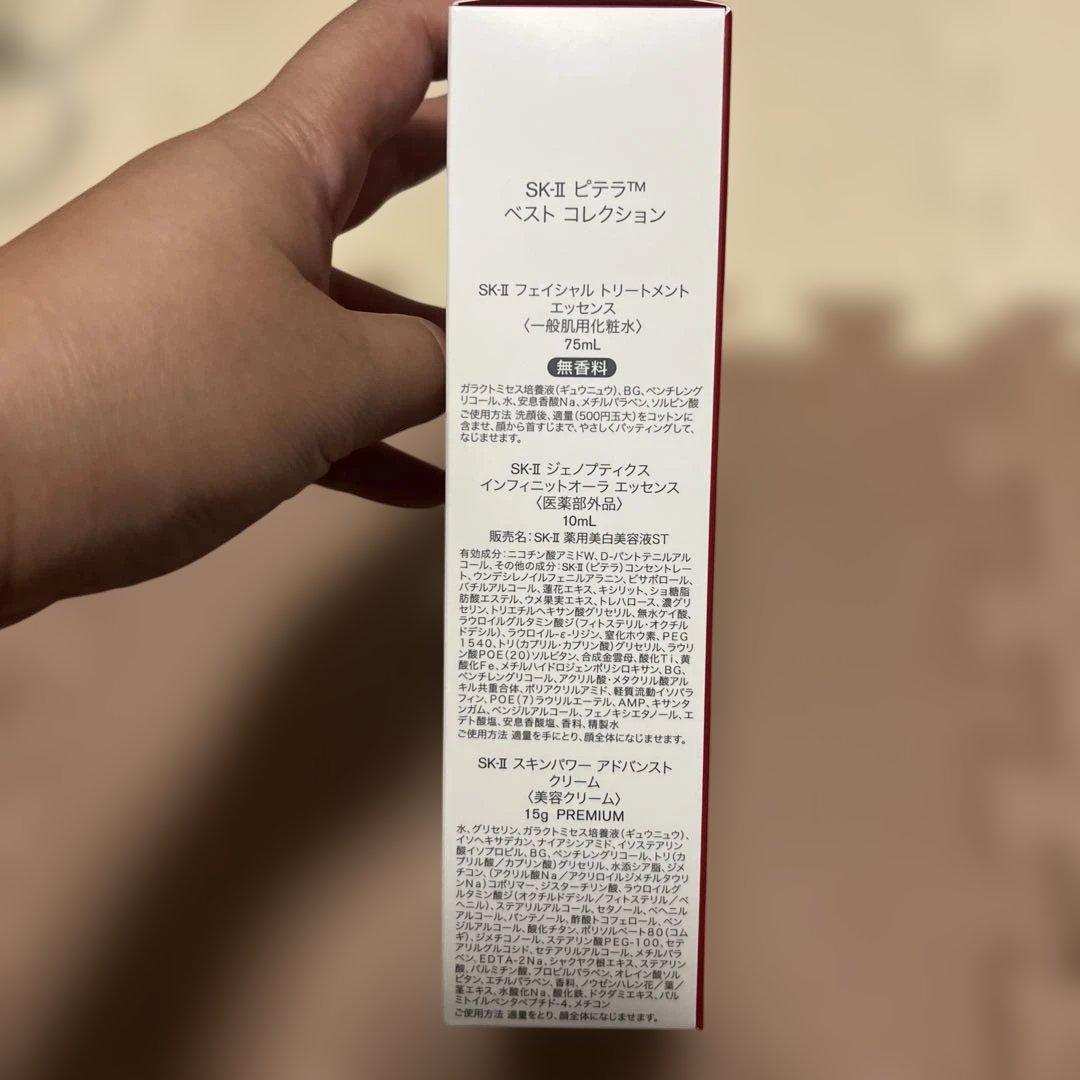 SK-Ⅱ ピテラ™
ベスト コレクション
SK-Ⅱ フェイシャル トリートメント
エッセンス
〈一般肌用化粧水〉
75mL
無香料
ガラクトミセス培養液(ギュウニュウ)、BG、ペンチレング
リコール、水、安息香酸Na、メチルパラベン、ソルビン酸
ご使用方法 洗顔後、適量(500円玉大)をコットンに
含ませ、顔から首すじまで、やさしくパッティングして、
なじませます。
SK-Ⅱ ジェノプティクス
インフィニットオーラ エッセンス
〈医薬部外品〉
10mL
販売名:SK-Ⅱ 薬用美白美容液ST
有効成分:ニコチン酸アミドW、D-パントテニルアル
コール、その他の成分:SK-Ⅱ(ピテラ)コンセントレー
ト、ウンデシレノイルフェニルアラニン、ビサボロール、
バチルアルコール、蓮花エキス、キシリット、ショ糖脂
肪酸エステル、ウメ果実エキス、トレハロース、濃グリ
セリン、トリエチルヘキサン酸グリセリル、無水ケイ酸、
ラウロイルグルタミン酸ジ(フィトステリル・オクチル
ドデシル)、ラウロイル-ε-リジン、窒化ホウ素、PEG
1540、トリ(カプリル・カプリン酸)グリセリル、ラウリ
ン酸POE(20)ソルビタン、合成金雲母、酸化Ti、黄
酸化Fe、メチルハイドロジェンポリシロキサン、BG、
ペンチレングリコール、アクリル酸・メタクリル酸アル
キル共重合体、ポリアクリルアミド、軽質流動イソパラ
フィン、POE(7)ラウリルエーテル、AMP、キサンタ
ンガム、ベンジルアルコール、フェノキシエタノール、エ
デト酸塩、安息香酸塩、香料、精製水
ご使用方法 適量を手にとり、顔全体になじませます。
SK-Ⅱ スキンパワー アドバンスト
クリーム
〈美容クリーム〉
15g PREMIUM
水、グリセリン、ガラクトミセス培養液(ギュウニュウ)、
イソヘキサデカン、ナイアシンアミド、イソステアリン
酸イソプロピル、BG、ペンチレングリコール、トリ(カ
プリル酸/カプリン酸)グリセリル、水添シア脂、ジメ
チコン、(アクリル酸Na/アクリロイルジメチルタウリ
ンNa)コポリマー、ジスターチリン酸、ラウロイルグ
ルタミン酸ジ(オクチルドデシル/フィトステリル/ベ
ヘニル)、ステアリルアルコール、セタノール、ベヘニル
アルコール、パンテノール、酢酸トコフェロール、ベン
ジルアルコール、酸化チタン、ポリソルベート80(コム
ギ)、ジメチコノール、ステアリン酸PEG-100、セテ
アリルグルコシド、セテアリルアルコール、メチルパラ
ベン、EDTA-2Na、シャクヤク根エキス、ステアリン
酸、パルミチン酸、プロピルパラベン、オレイン酸ソル
ビタン、エチルパラベン、香料、ノウゼンハレン花/葉/
茎エキス、水酸化Na、酸化鉄、ドクダミエキス、パル
ミトイルペンタペプチド-4、メチコン
ご使用方法 適量をとり、顔全体になじませます。